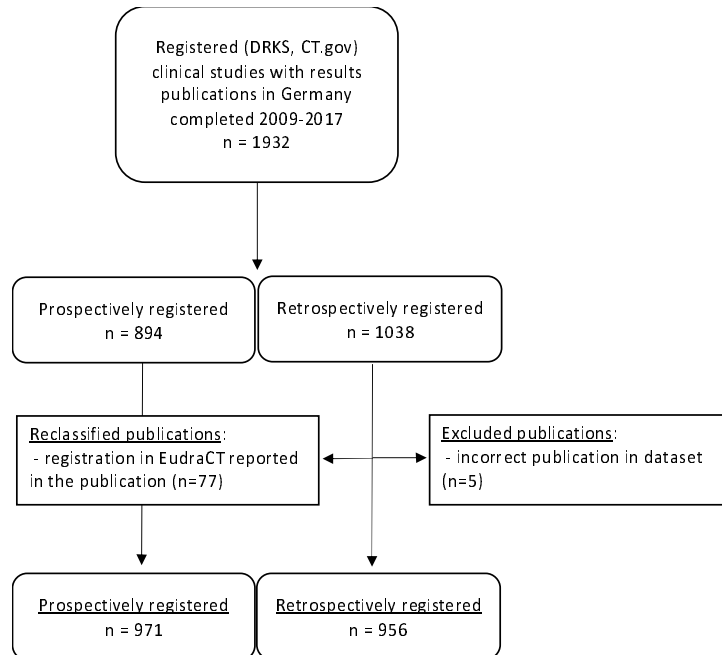 Registered (DRKS, CT.gov)
clinical studies with results
publications in Germany
completed 2009-2017
n = 1932
Prospectively registered
n = 894
Retrospectively registered
n = 1038
Reclassified publications:
- registration in EudraCT reported
in the publication (n=77)
Excluded publications:
- incorrect publication in dataset
(n=5)
Prospectively registered
n = 971
Retrospectively registered
n = 956